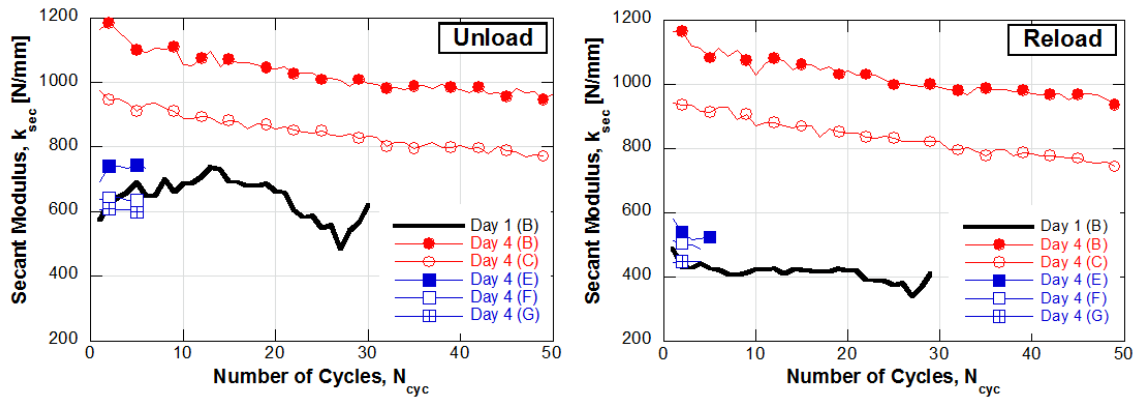 Unload
Secant Modulus, k_sec [N/mm]
1200
1000
800
600
400
200
0
10
20
30
40
50
Number of Cycles, N_cyc
Day 1 (B)
Day 4 (B)
Day 4 (C)
Day 4 (E)
Day 4 (F)
Day 4 (G)
Reload
Secant Modulus, k_sec [N/mm]
1200
1000
800
600
400
200
0
10
20
30
40
50
Number of Cycles, N_cyc
Day 1 (B)
Day 4 (B)
Day 4 (C)
Day 4 (E)
Day 4 (F)
Day 4 (G)